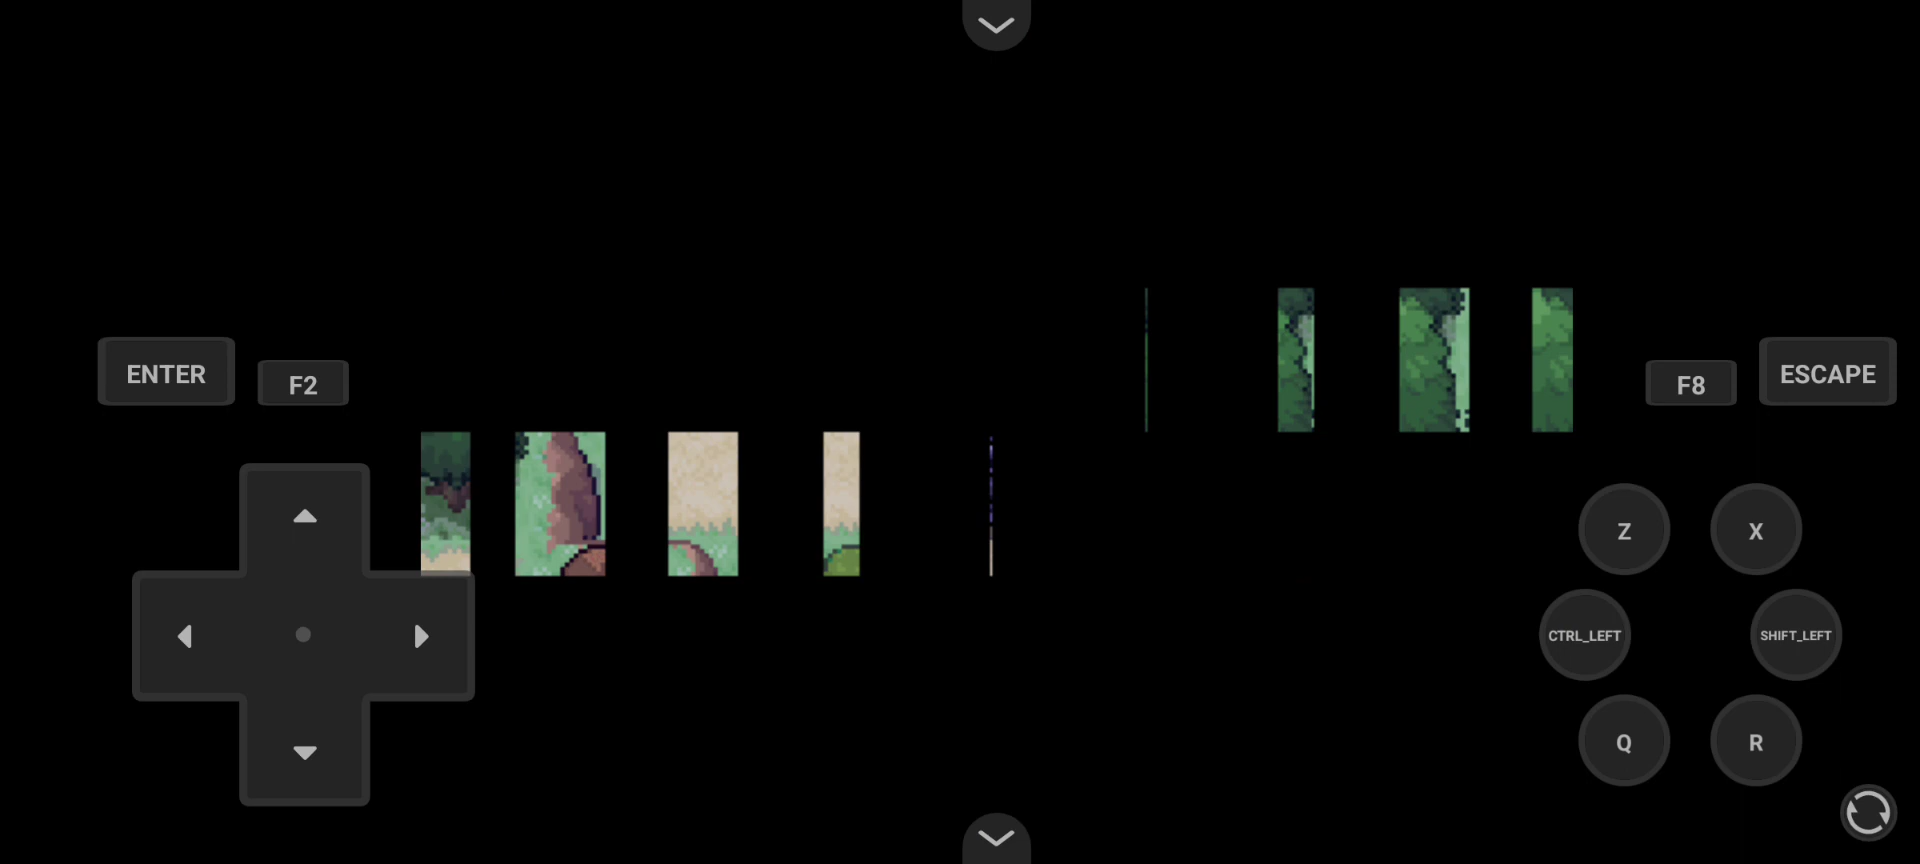 ENTER
F2
F8
ESCAPE
Z
X
CTRL_LEFT
SHIFT_LEFT
Q
R